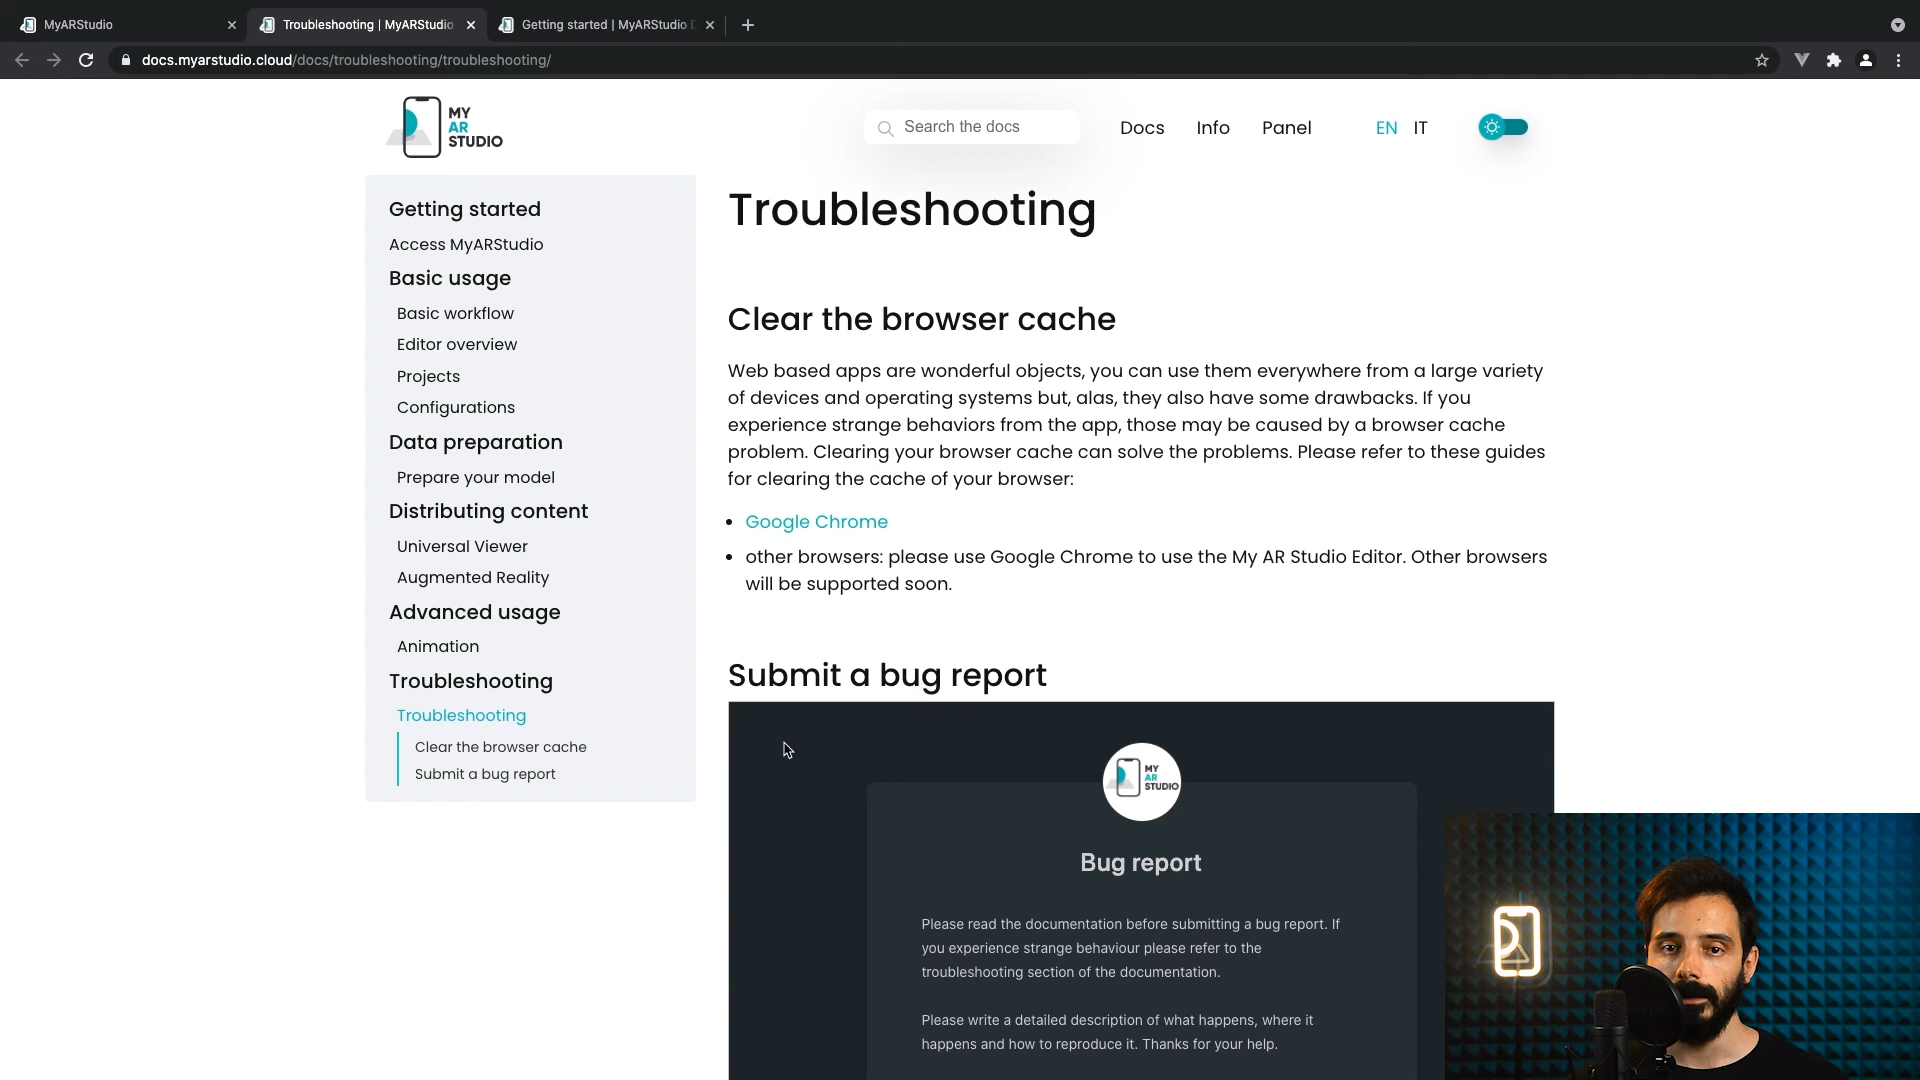 MyARStudio
Troubleshooting | MyARStudio
Getting started | MyARStudio D
docs.myarstudio.cloud/docs/troubleshooting/troubleshooting/
MY
AR
STUDIO
Search the docs
Docs
Info
Panel
EN
IT
Getting started
Access MyARStudio
Basic usage
Basic workflow
Editor overview
Projects
Configurations
Data preparation
Prepare your model
Distributing content
Universal Viewer
Augmented Reality
Advanced usage
Animation
Troubleshooting
Troubleshooting
Clear the browser cache
Submit a bug report
Troubleshooting
Clear the browser cache
Web based apps are wonderful objects, you can use them everywhere from a large variety
of devices and operating systems but, alas, they also have some drawbacks. If you
experience strange behaviors from the app, those may be caused by a browser cache
problem. Clearing your browser cache can solve the problems. Please refer to these guides
for clearing the cache of your browser:
• Google Chrome
• other browsers: please use Google Chrome to use the My AR Studio Editor. Other browsers
will be supported soon.
Submit a bug report
MY
AR
STUDIO
Bug report
Please read the documentation before submitting a bug report. If
you experience strange behaviour please refer to the
troubleshooting section of the documentation.
Please write a detailed description of what happens, where it
happens and how to reproduce it. Thanks for your help.